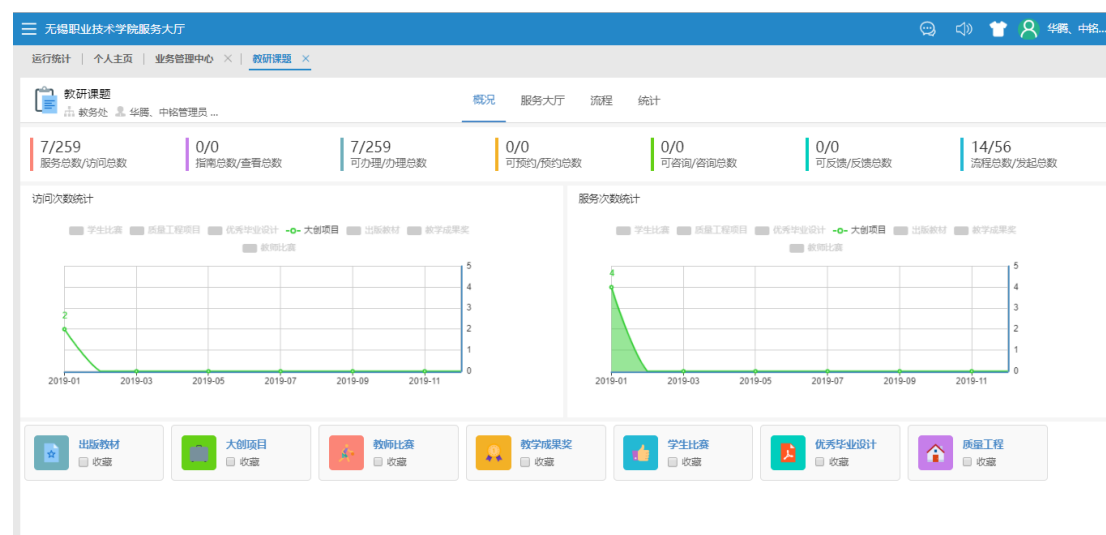 无锡职业技术学院服务大厅 华腾、中铭...
运行统计 个人主页 业务管理中心 教研课题
教研课题
教务处 华腾、中铭管理员 ...
概况 服务大厅 流程 统计
7/259 0/0 7/259 0/0 0/0 0/0 14/56
服务总数/访问总数 指南总数/查看总数 可办理/办理总数 可预约/预约总数 可咨询/咨询总数 可反馈/反馈总数 流程总数/发起总数
访问次数统计
学生比赛 质量工程项目 优秀毕业设计 大创项目 出版教材 教学成果奖
教师比赛
5
4
3
2
2
1
0
2019-01 2019-03 2019-05 2019-07 2019-09 2019-11
服务次数统计
学生比赛 质量工程项目 优秀毕业设计 大创项目 出版教材 教学成果奖
教师比赛
5
4
4
3
2
1
0
2019-01 2019-03 2019-05 2019-07 2019-09 2019-11
出版教材 大创项目 教师比赛 教学成果奖 学生比赛 优秀毕业设计 质量工程
收藏 收藏 收藏 收藏 收藏 收藏 收藏